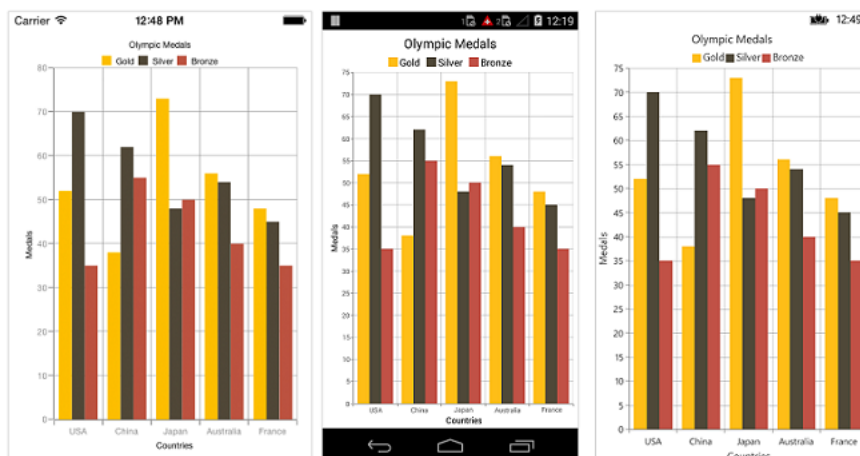 Carrier 12:48 PM
Olympic Medals
Gold Silver Bronze
80
70
60
50
40
30
20
10
0
Medals
USA China Japan Australia France
Countries
1 2 12:19
Olympic Medals
Gold Silver Bronze
75
70
65
60
55
50
45
40
35
30
25
20
15
10
5
0
Medals
USA China Japan Australia France
Countries
12:49
Olympic Medals
Gold Silver Bronze
75
70
65
60
55
50
45
40
35
30
25
20
15
10
5
0
Medals
USA China Japan Australia France
Countries